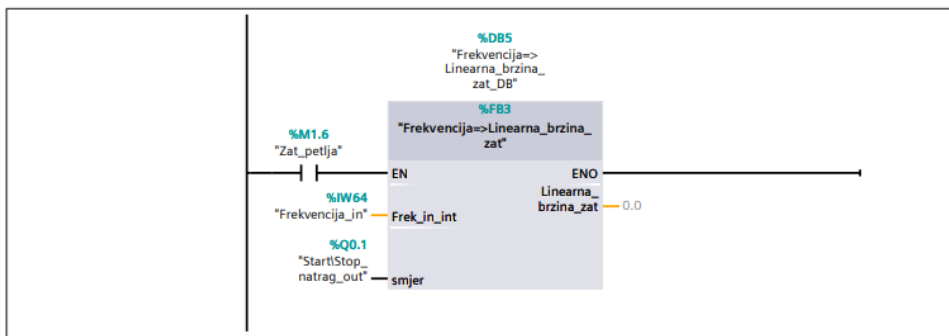 %DB5
"Frekvencija=>
Linearna_brzina_
zat_DB"
%FB3
"Frekvencija=>Linearna_brzina_
zat"
%M1.6
"Zat_petlja"
EN
ENO
%IW64
"Frekvencija_in"
Frek_in_int
Linearna_
brzina_zat
0.0
%Q0.1
"Start\Stop_
natrag_out"
smjer